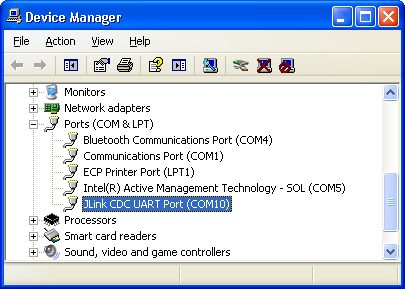 Device Manager
File Action View Help
Monitors
Network adapters
Ports (COM & LPT)
Bluetooth Communications Port (COM4)
Communications Port (COM1)
ECP Printer Port (LPT1)
Intel(R) Active Management Technology - SOL (COM5)
JLink CDC UART Port (COM10)
Processors
Smart card readers
Sound, video and game controllers